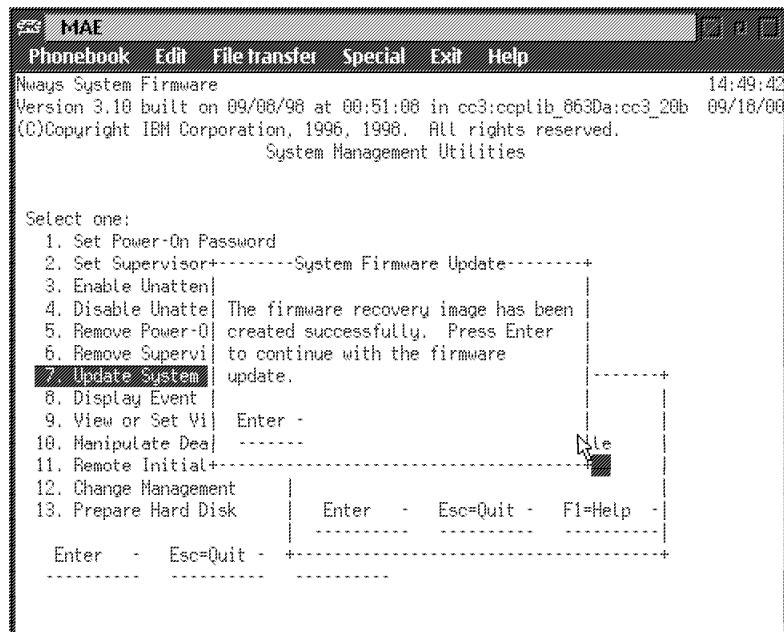 MAE
Phonebook Edit File transfer Special Exit Help
Nways System Firmware 14:49:42
Version 3.10 built on 09/08/98 at 00:51:08 in cc3:ccplib_863Da:cc3_20b 09/18/00
(C)Copyright IBM Corporation, 1996, 1998. All rights reserved.
System Management Utilities
Select one:
1. Set Power-On Password
2. Set Supervisor+--------System Firmware Update--------+
3. Enable Unatten|
4. Disable Unatte| The firmware recovery image has been |
5. Remove Power-O| created successfully. Press Enter |
6. Remove Supervi| to continue with the firmware |
7. Update System | update. |-------+
8. Display Event | | |
9. View or Set Vi| Enter - | |
10. Manipulate Dea| ------- le |
11. Remote Initial+-------------------------------------+ |
12. Change Management | |
13. Prepare Hard Disk | Enter - Esc=Quit - F1=Help -|
| ---------- ---------- ----------|
Enter - Esc=Quit - +---------------------------------------+
---------- ---------- ----------